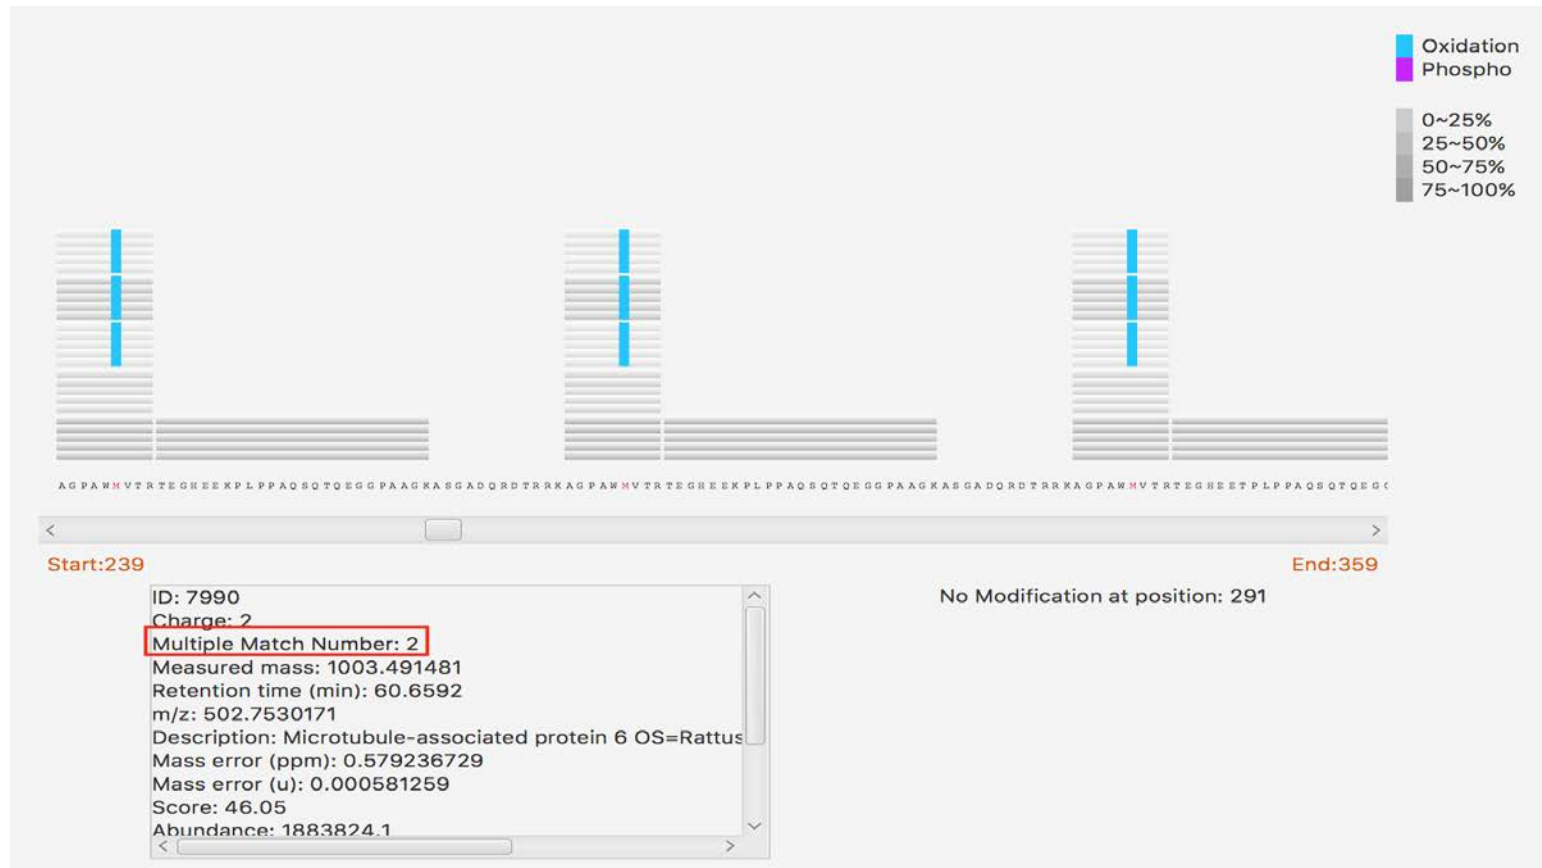 Oxidation
Phospho
0~25%
25~50%
50~75%
75~100%
A G P A W M V T R T E G H E E K P L P P A Q S Q T Q E G G P A A G K A S G A D Q R D T R R K A G P A W M V T R T E G H E E K P L P P A Q S Q T Q E G G P A A G K A S G A D Q R D T R R K A G P A W M V T R T E G H E E T P L P P A Q S Q T Q E G
< >
Start:239 End:359
ID: 7990
Charge: 2
Multiple Match Number: 2
Measured mass: 1003.491481
Retention time (min): 60.6592
m/z: 502.7530171
Description: Microtubule-associated protein 6 OS=Rattus
Mass error (ppm): 0.579236729
Mass error (u): 0.000581259
Score: 46.05
Abundance: 1883824.1
No Modification at position: 291